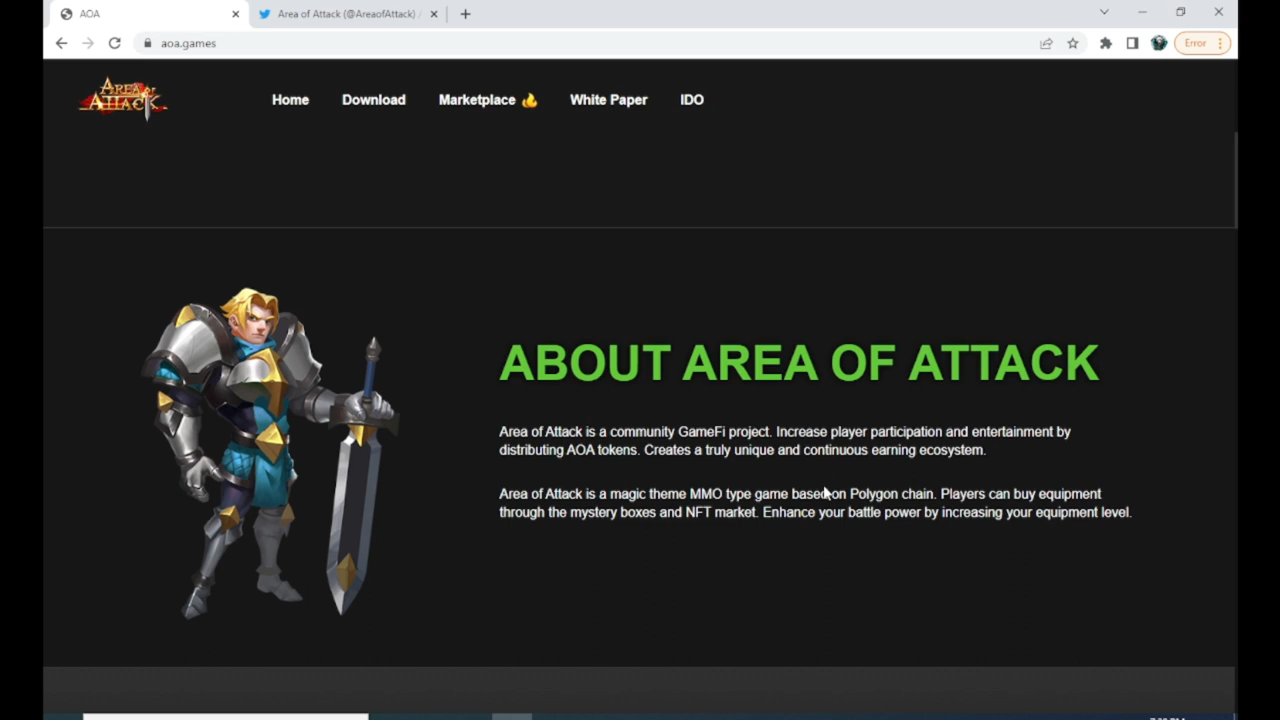 AOA
Area of Attack (@AreaofAttack) /
aoa.games
Error
AREA of
ATTACK
Home
Download
Marketplace 🔥
White Paper
IDO
ABOUT AREA OF ATTACK
Area of Attack is a community GameFi project. Increase player participation and entertainment by
distributing AOA tokens. Creates a truly unique and continuous earning ecosystem.
Area of Attack is a magic theme MMO type game based on Polygon chain. Players can buy equipment
through the mystery boxes and NFT market. Enhance your battle power by increasing your equipment level.